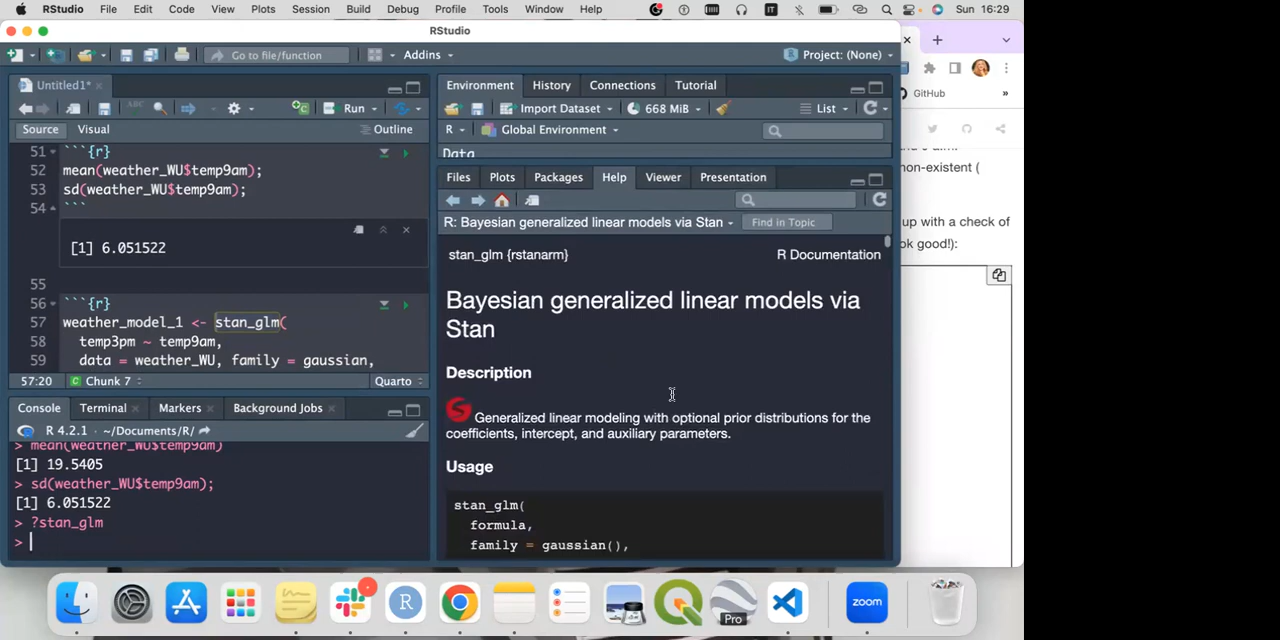 RStudio File Edit Code View Plots Session Build Debug Profile Tools Window Help IT Sun 16:29
RStudio
Go to file/function Addins Project: (None)
Untitled1*
Run
Source Visual Outline
51 ```{r}
52 mean(weather_WU$temp9am);
53 sd(weather_WU$temp9am);
54 ```
[1] 6.051522
55
56 ```{r}
57 weather_model_1 <- stan_glm(
58 temp3pm ~ temp9am,
59 data = weather_WU, family = gaussian,
57:20 Chunk 7 Quarto
Console Terminal Markers Background Jobs
R 4.2.1 · ~/Documents/R/
> mean(weather_WU$temp9am)
[1] 19.5405
> sd(weather_WU$temp9am);
[1] 6.051522
> ?stan_glm
>
Environment History Connections Tutorial
Import Dataset 668 MiB List
R Global Environment
Data
Files Plots Packages Help Viewer Presentation
R: Bayesian generalized linear models via Stan Find in Topic
stan_glm {rstanarm} R Documentation
Bayesian generalized linear models via
Stan
Description
Generalized linear modeling with optional prior distributions for the
coefficients, intercept, and auxiliary parameters.
Usage
stan_glm(
formula,
family = gaussian(),
GitHub
non-existent (
up with a check of
ok good!):
Pro
zoom